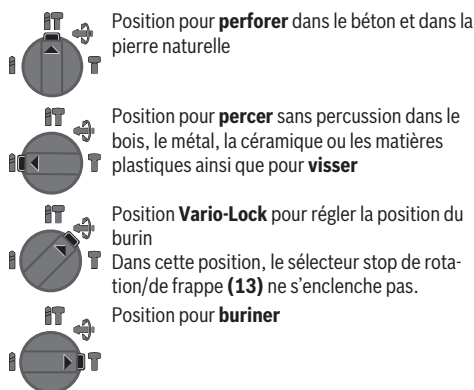 Position pour perforer dans le béton et dans la
pierre naturelle
Position pour percer sans percussion dans le
bois, le métal, la céramique ou les matières
plastiques ainsi que pour visser
Position Vario-Lock pour régler la position du
burin
Dans cette position, le sélecteur stop de rota-
tion/de frappe (13) ne s’enclenche pas.
Position pour buriner